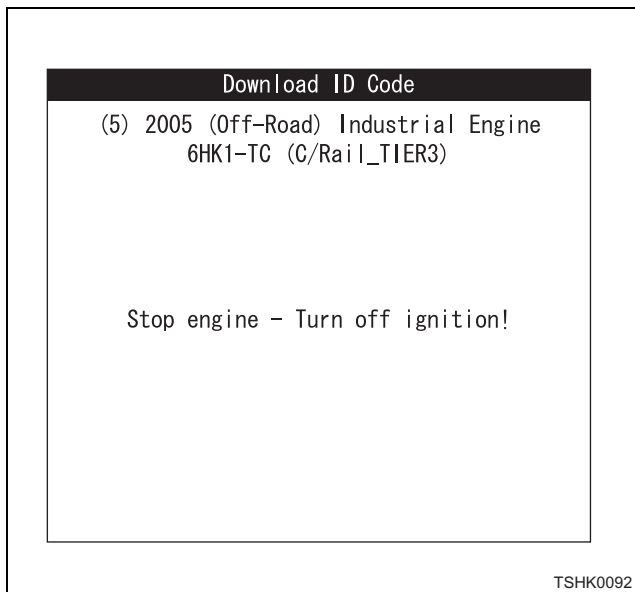 Download ID Code
(5) 2005 (Off-Road) Industrial Engine
6HK1-TC (C/Rail_TIER3)
Stop engine - Turn off ignition!
TSHK0092